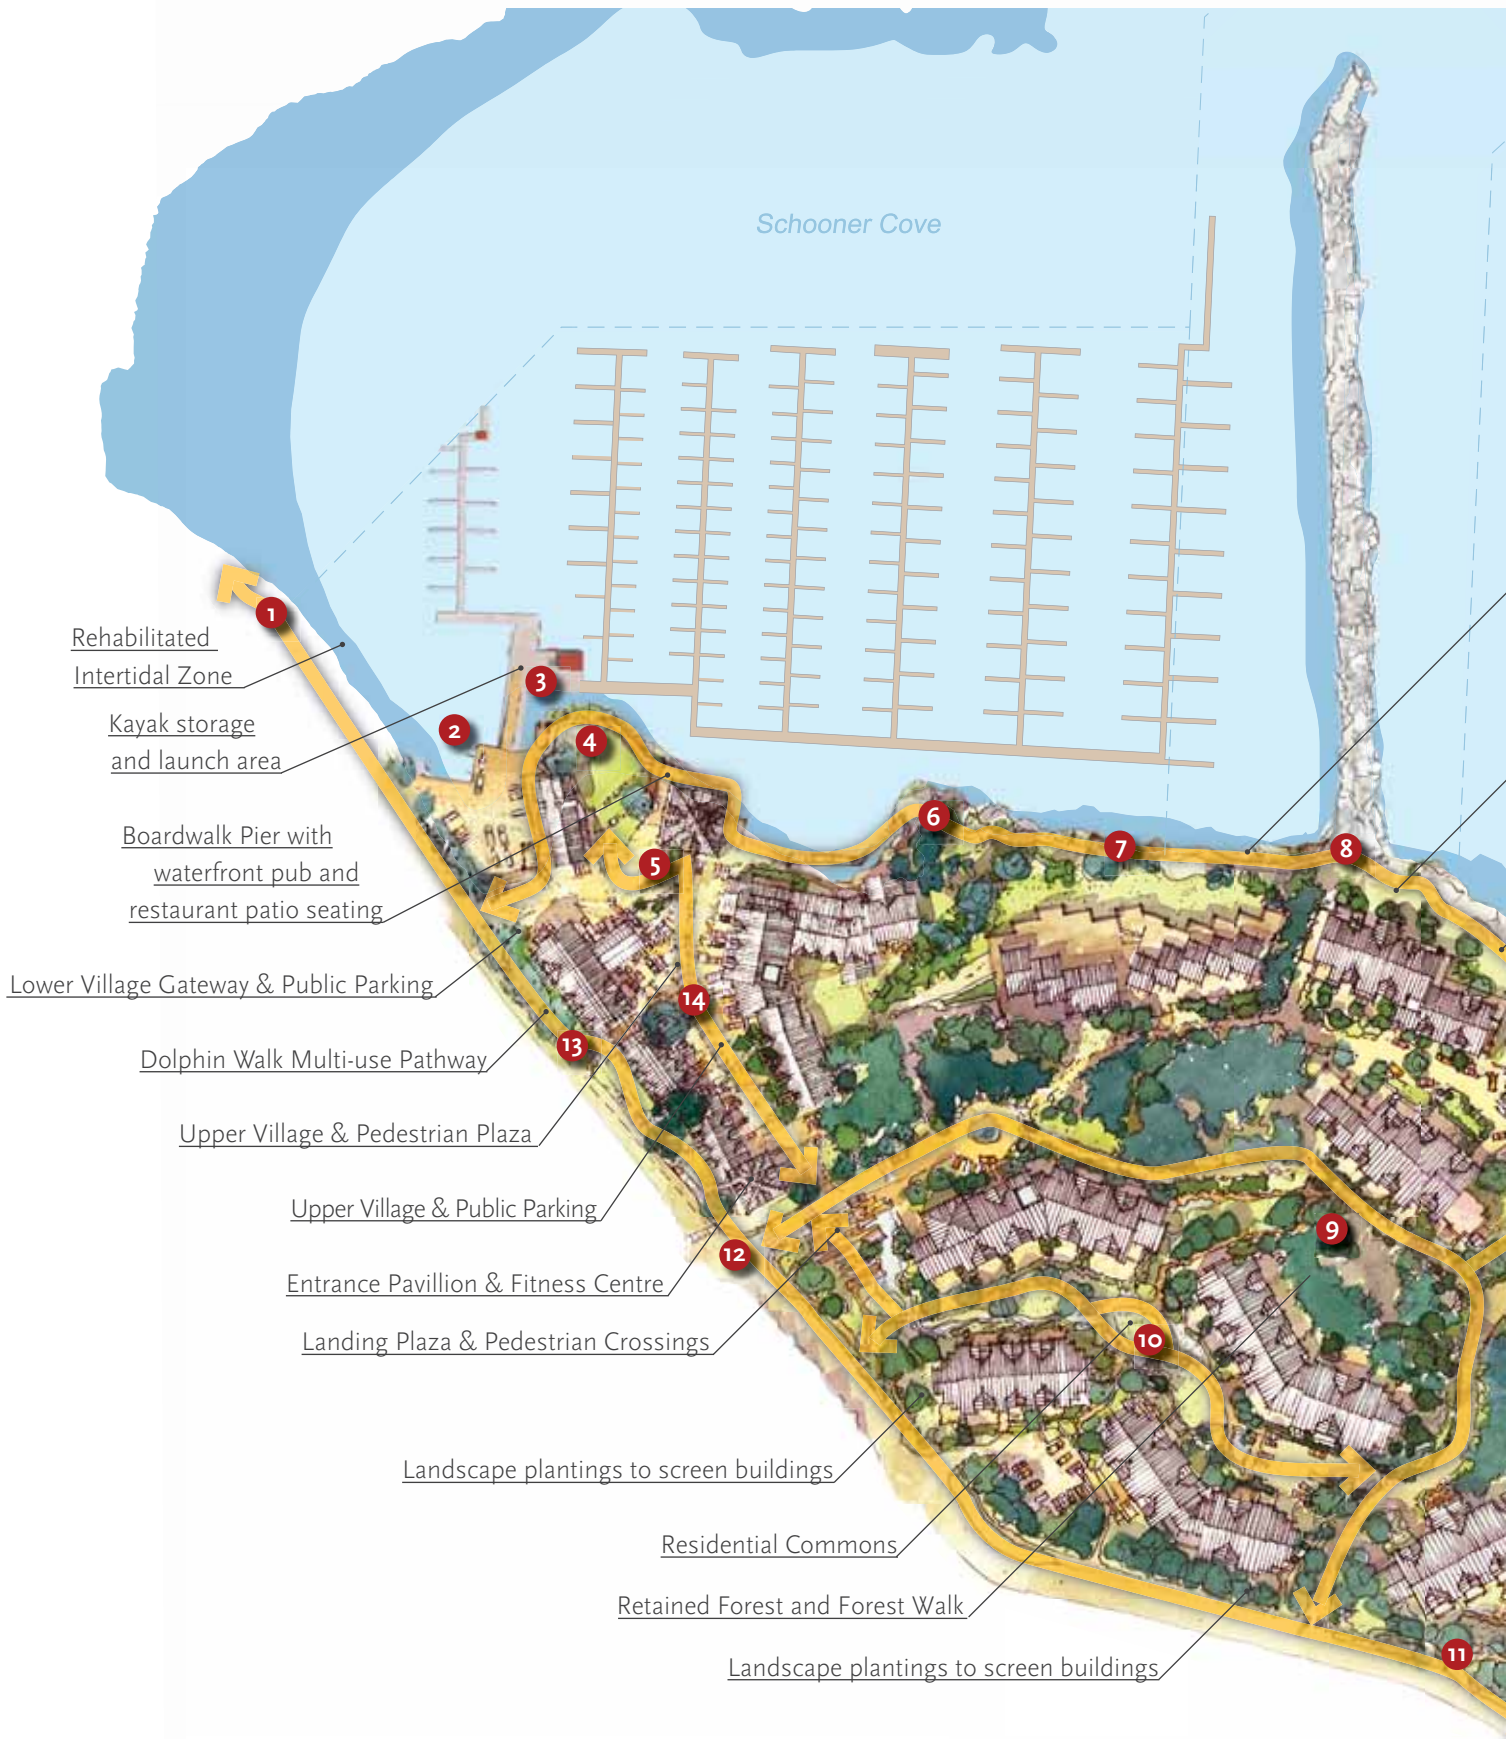 Schooner Cove
1
Rehabilitated
Intertidal Zone
3
Kayak storage
2
and launch area
4
6
Boardwalk Pier with
7
8
waterfront pub and
5
restaurant patio seating
Lower Village Gateway & Public Parking
14
Dolphin Walk Multi-use Pathway
13
Upper Village & Pedestrian Plaza
Upper Village & Public Parking
9
12
Entrance Pavillion & Fitness Centre
Landing Plaza & Pedestrian Crossings
10
Landscape plantings to screen buildings
Residential Commons
Retained Forest and Forest Walk
11
Landscape plantings to screen buildings